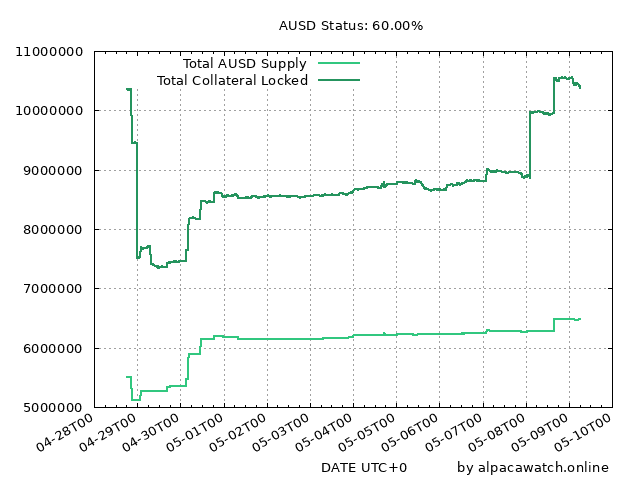 AUSD Status: 60.00%
11000000
10000000
9000000
8000000
7000000
6000000
5000000
Total AUSD Supply
Total Collateral Locked
04-28T00
04-29T00
04-30T00
05-01T00
05-02T00
05-03T00
05-04T00
05-05T00
05-06T00
05-07T00
05-08T00
05-09T00
05-10T00
DATE UTC+0
by alpacawatch.online